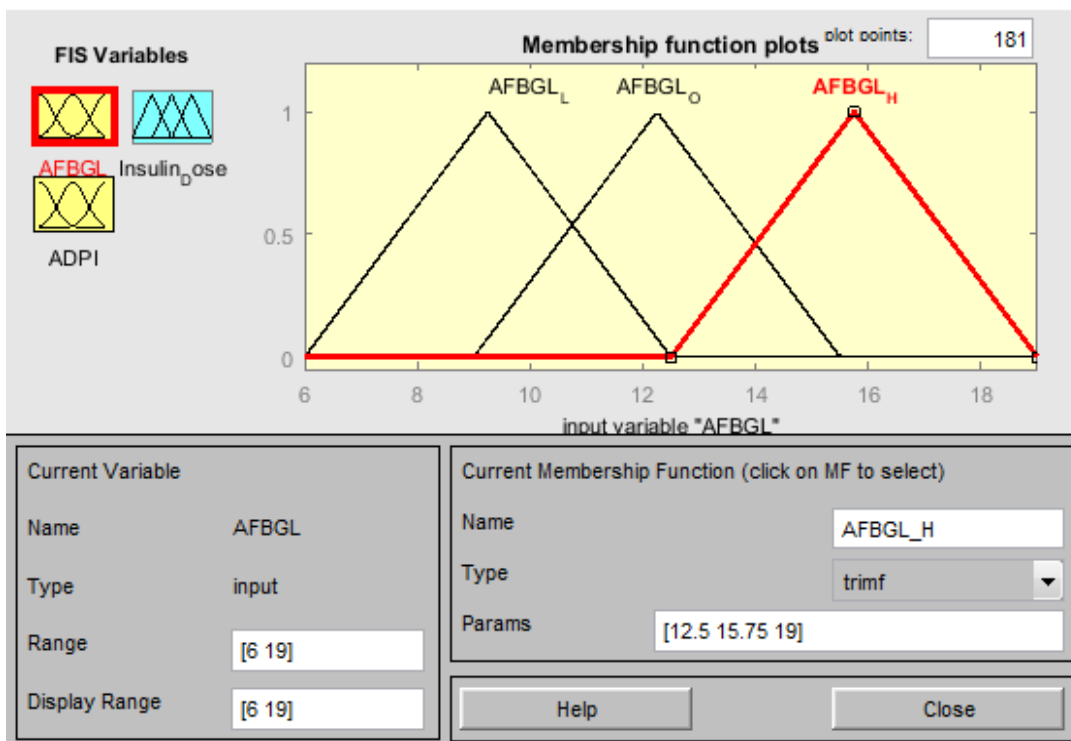 FIS Variables
Membership function plots
plot points:
181
AFBGL
Insulin_Dose
ADPI
AFBGL_L
AFBGL_O
AFBGL_H
1
0.5
0
6 8 10 12 14 16 18
input variable "AFBGL"
Current Variable
Name AFBGL
Type input
Range [6 19]
Display Range [6 19]
Current Membership Function (click on MF to select)
Name AFBGL_H
Type trimf
Params [12.5 15.75 19]
Help Close